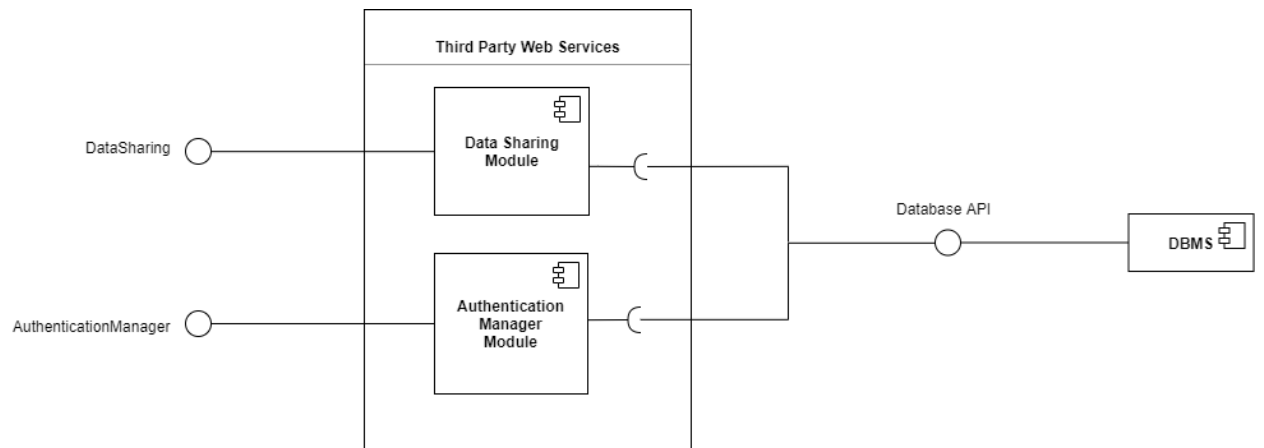 Third Party Web Services
DataSharing
Data Sharing
Module
Database API
DBMS
AuthenticationManager
Authentication
Manager
Module